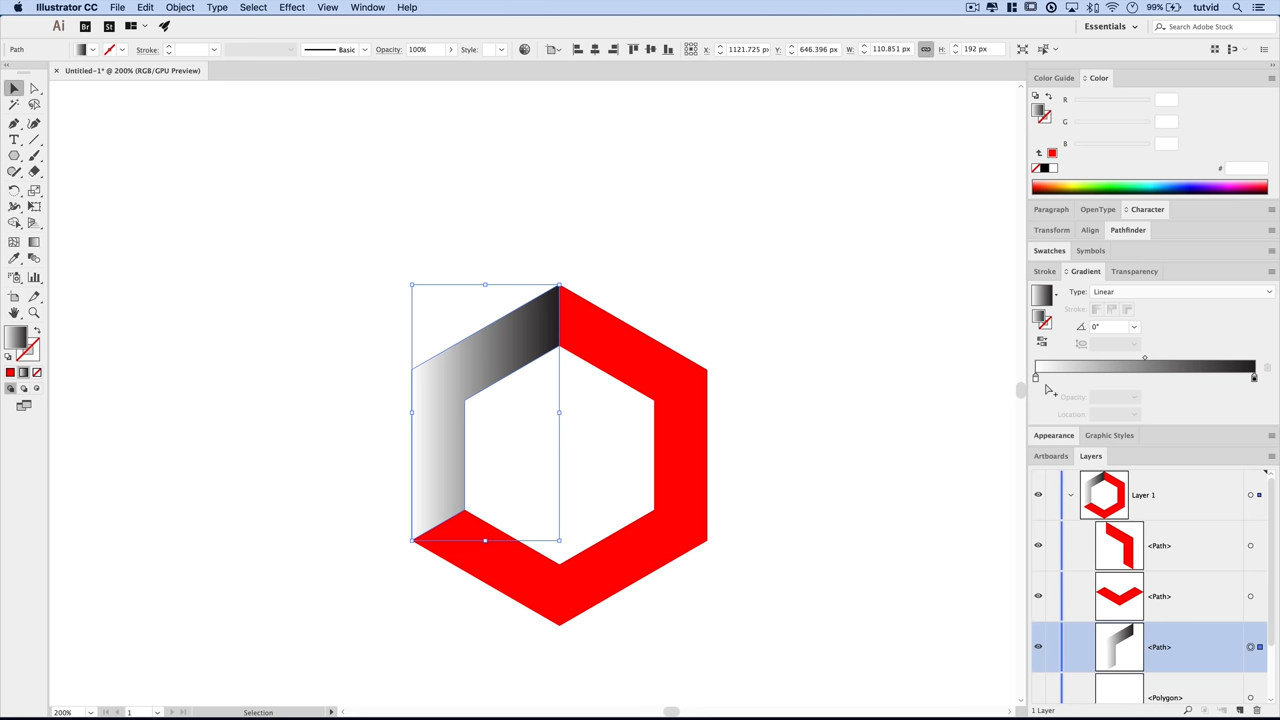 Illustrator CC File Edit Object Type Select Effect View Window Help 99% tutvid
Ai Br St Essentials Search Adobe Stock
Path Stroke: Basic Opacity: 100% Style: X: 1121.725 px Y: 646.396 px W: 110.851 px H: 192 px
× Untitled-1* @ 200% (RGB/GPU Preview)
Color Guide Color
R
G
B
#
Paragraph OpenType Character
Transform Align Pathfinder
Swatches Symbols
Stroke Gradient Transparency
Type: Linear
Stroke:
0°
Opacity:
Location:
Appearance Graphic Styles
Artboards Layers
Layer 1
<Path>
<Path>
<Path>
<Polygon>
1 Layer
200% 1 Selection